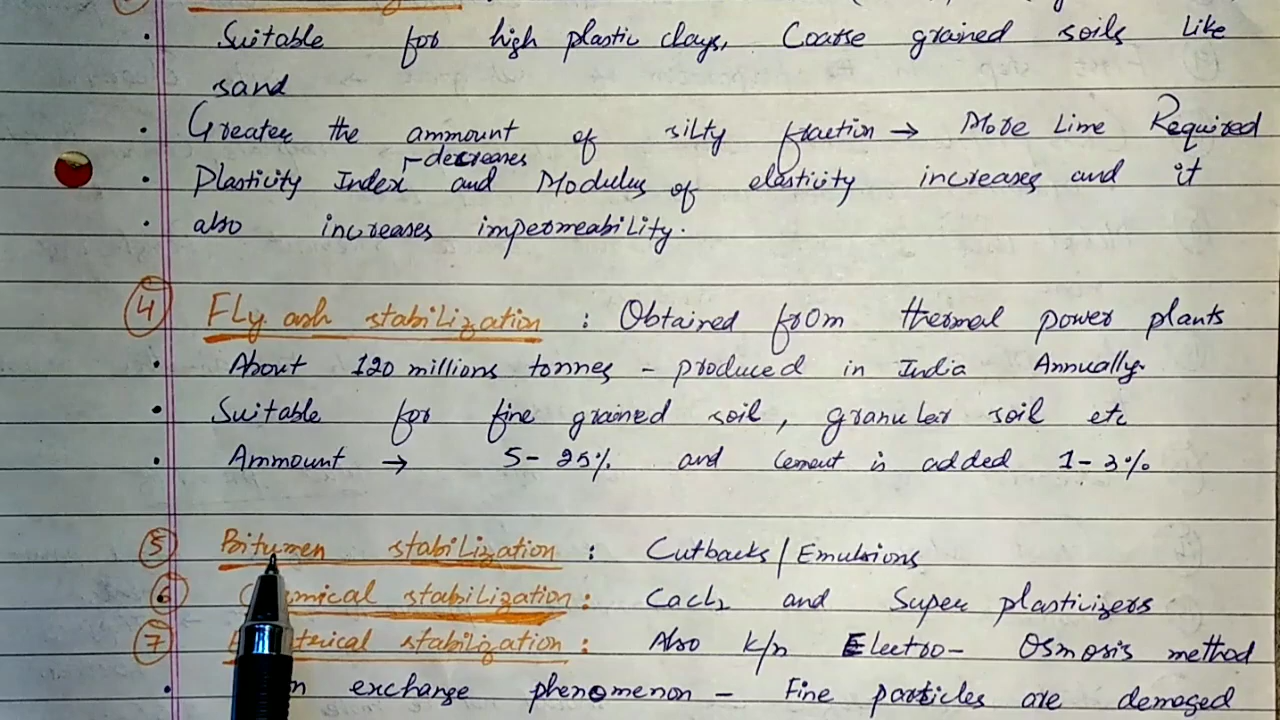 Suitable for high plastic clays, Coarse grained soils Like
sand
Greater the ammount of silty fraction → More Lime Required
decreases
Plasticity Index and Modulus of elasticity increases and it
also increases impermeability.
4 Fly ash stabilization : Obtained from thermal power plants
About 120 millions tonnes - produced in India Annually.
Suitable for fine grained soil, granular soil etc
Ammount → 5-25% and Cement is added 1-3%
5 Bitumen stabilization : Cutbacks/Emulsions
6 stabilization : CaCl2 and Super plasticizers
7 stabilization : Also k/n Electro-Osmosis method
exchange phenomenon - Fine particles are demaged